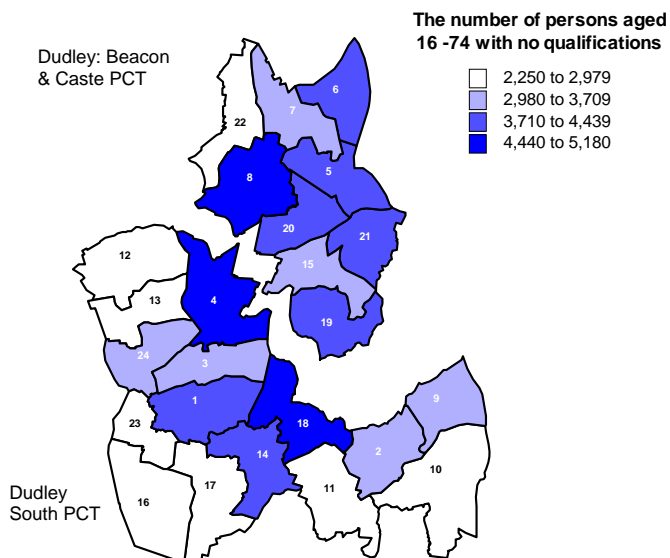 The number of persons aged
16 -74 with no qualifications
2,250 to 2,979
2,980 to 3,709
3,710 to 4,439
4,440 to 5,180
Dudley: Beacon
& Caste PCT
6
7
22
5
8
20
21
12
15
13
4
19
24
3
9
1
23
18
14
2
10
17
11
16
Dudley
South PCT